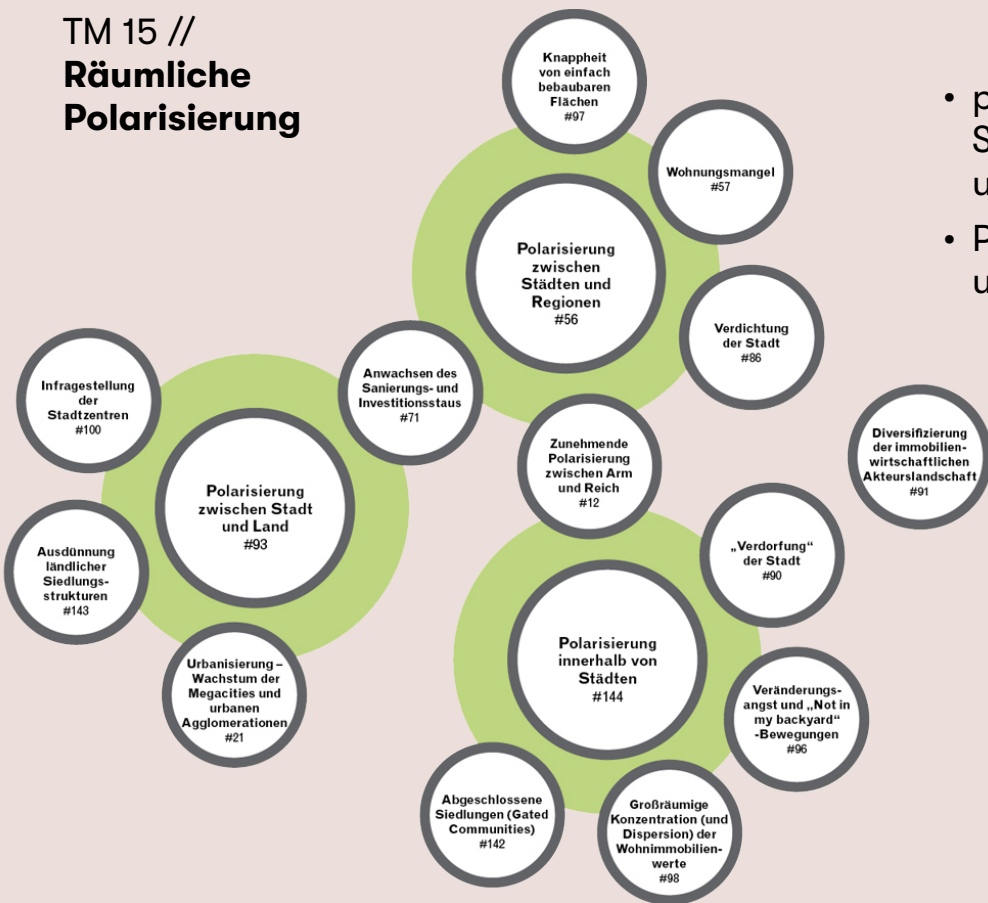 TM 15 //
Räumliche
Polarisierung
Knappheit
von einfach
bebaubaren
Flächen
#97
Wohnungsmangel
#57
Polarisierung
zwischen
Städten und
Regionen
#56
Verdichtung
der Stadt
#86
Anwachsen des
Sanierungs- und
Investitionsstaus
#71
Infragestellung
der
Stadtzentren
#100
Polarisierung
zwischen Stadt
und Land
#93
Ausdünnung
ländlicher
Siedlungs-
strukturen
#143
Urbanisierung –
Wachstum der
Megacities und
urbanen
Agglomerationen
#21
Zunehmende
Polarisierung
zwischen Arm
und Reich
#12
Diversifizierung
der immobilien-
wirtschaftlichen
Akteurslandschaft
#91
„Verdorfung“
der Stadt
#90
Polarisierung
innerhalb von
Städten
#144
Veränderungs-
angst und „Not in
my backyard“
-Bewegungen
#96
Abgeschlossene
Siedlungen (Gated
Communities)
#142
Großräumige
Konzentration (und
Dispersion) der
Wohnimmobilien-
werte
#98